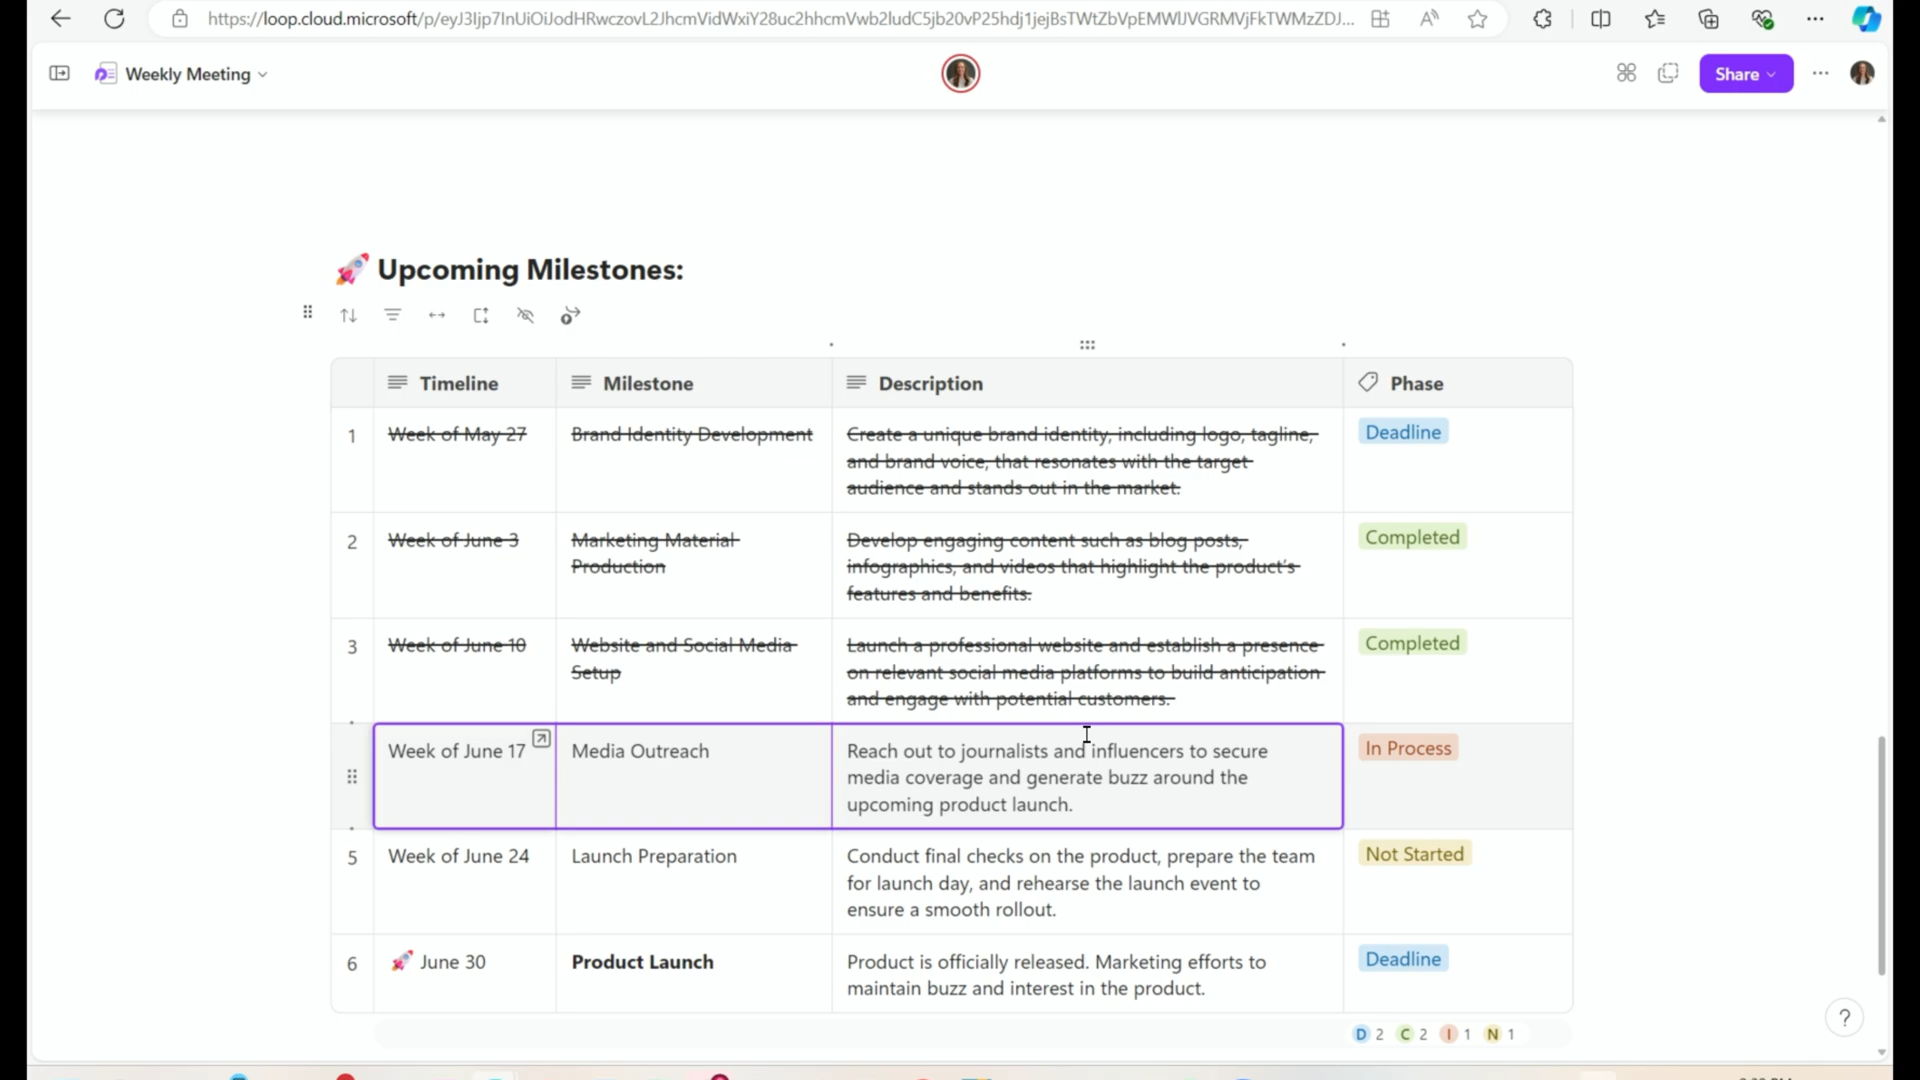 https://loop.cloud.microsoft/p/eyJ3Ijp7InUiOiJodHRwczovL2JhcmVidWxiY28uc2hhcmVwb2ludC5jb20vP25hdj1jejBsTWtZbVpEMWlJVGRMVjFkTWMzZDJ...
Weekly Meeting
Share
🚀 Upcoming Milestones:
Timeline Milestone Description Phase
1 Week of May 27 Brand Identity Development Create a unique brand identity, including logo, tagline, Deadline
and brand voice, that resonates with the target
audience and stands out in the market.
2 Week of June 3 Marketing Material Develop engaging content such as blog posts, Completed
Production infographics, and videos that highlight the product's
features and benefits.
3 Week of June 10 Website and Social Media Launch a professional website and establish a presence Completed
Setup on relevant social media platforms to build anticipation
and engage with potential customers.
Week of June 17 Media Outreach Reach out to journalists and influencers to secure In Process
media coverage and generate buzz around the
upcoming product launch.
5 Week of June 24 Launch Preparation Conduct final checks on the product, prepare the team Not Started
for launch day, and rehearse the launch event to
ensure a smooth rollout.
6 🚀 June 30 Product Launch Product is officially released. Marketing efforts to Deadline
maintain buzz and interest in the product.
D 2 C 2 I 1 N 1
?